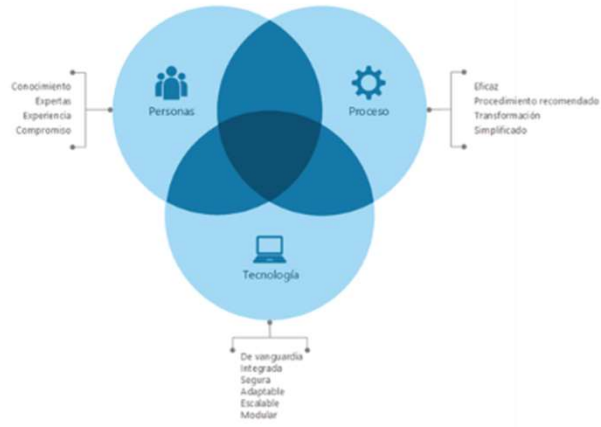 Conocimiento
Expertas
Experiencia
Compromiso
Personas
Proceso
Eficaz
Procedimiento recomendado
Transformación
Simplificado
Tecnología
De vanguardia
Integrada
Segura
Adaptable
Escalable
Modular